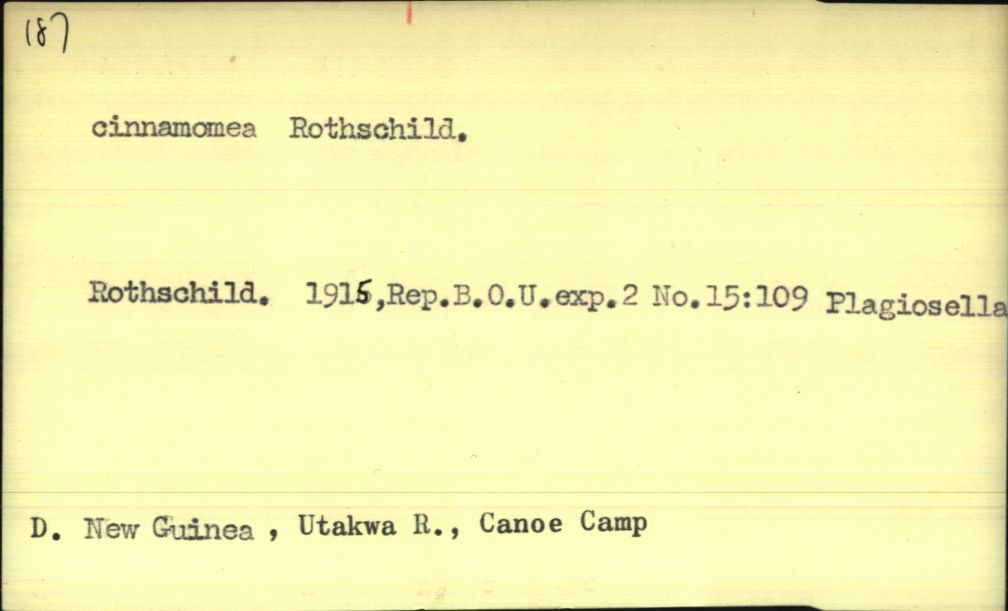 187
cinnamomea Rothschild.
Rothschild. 1915,Rep.B.O.U.exp.2 No.15:109 Plagiosella
D. New Guinea , Utakwa R., Canoe Camp